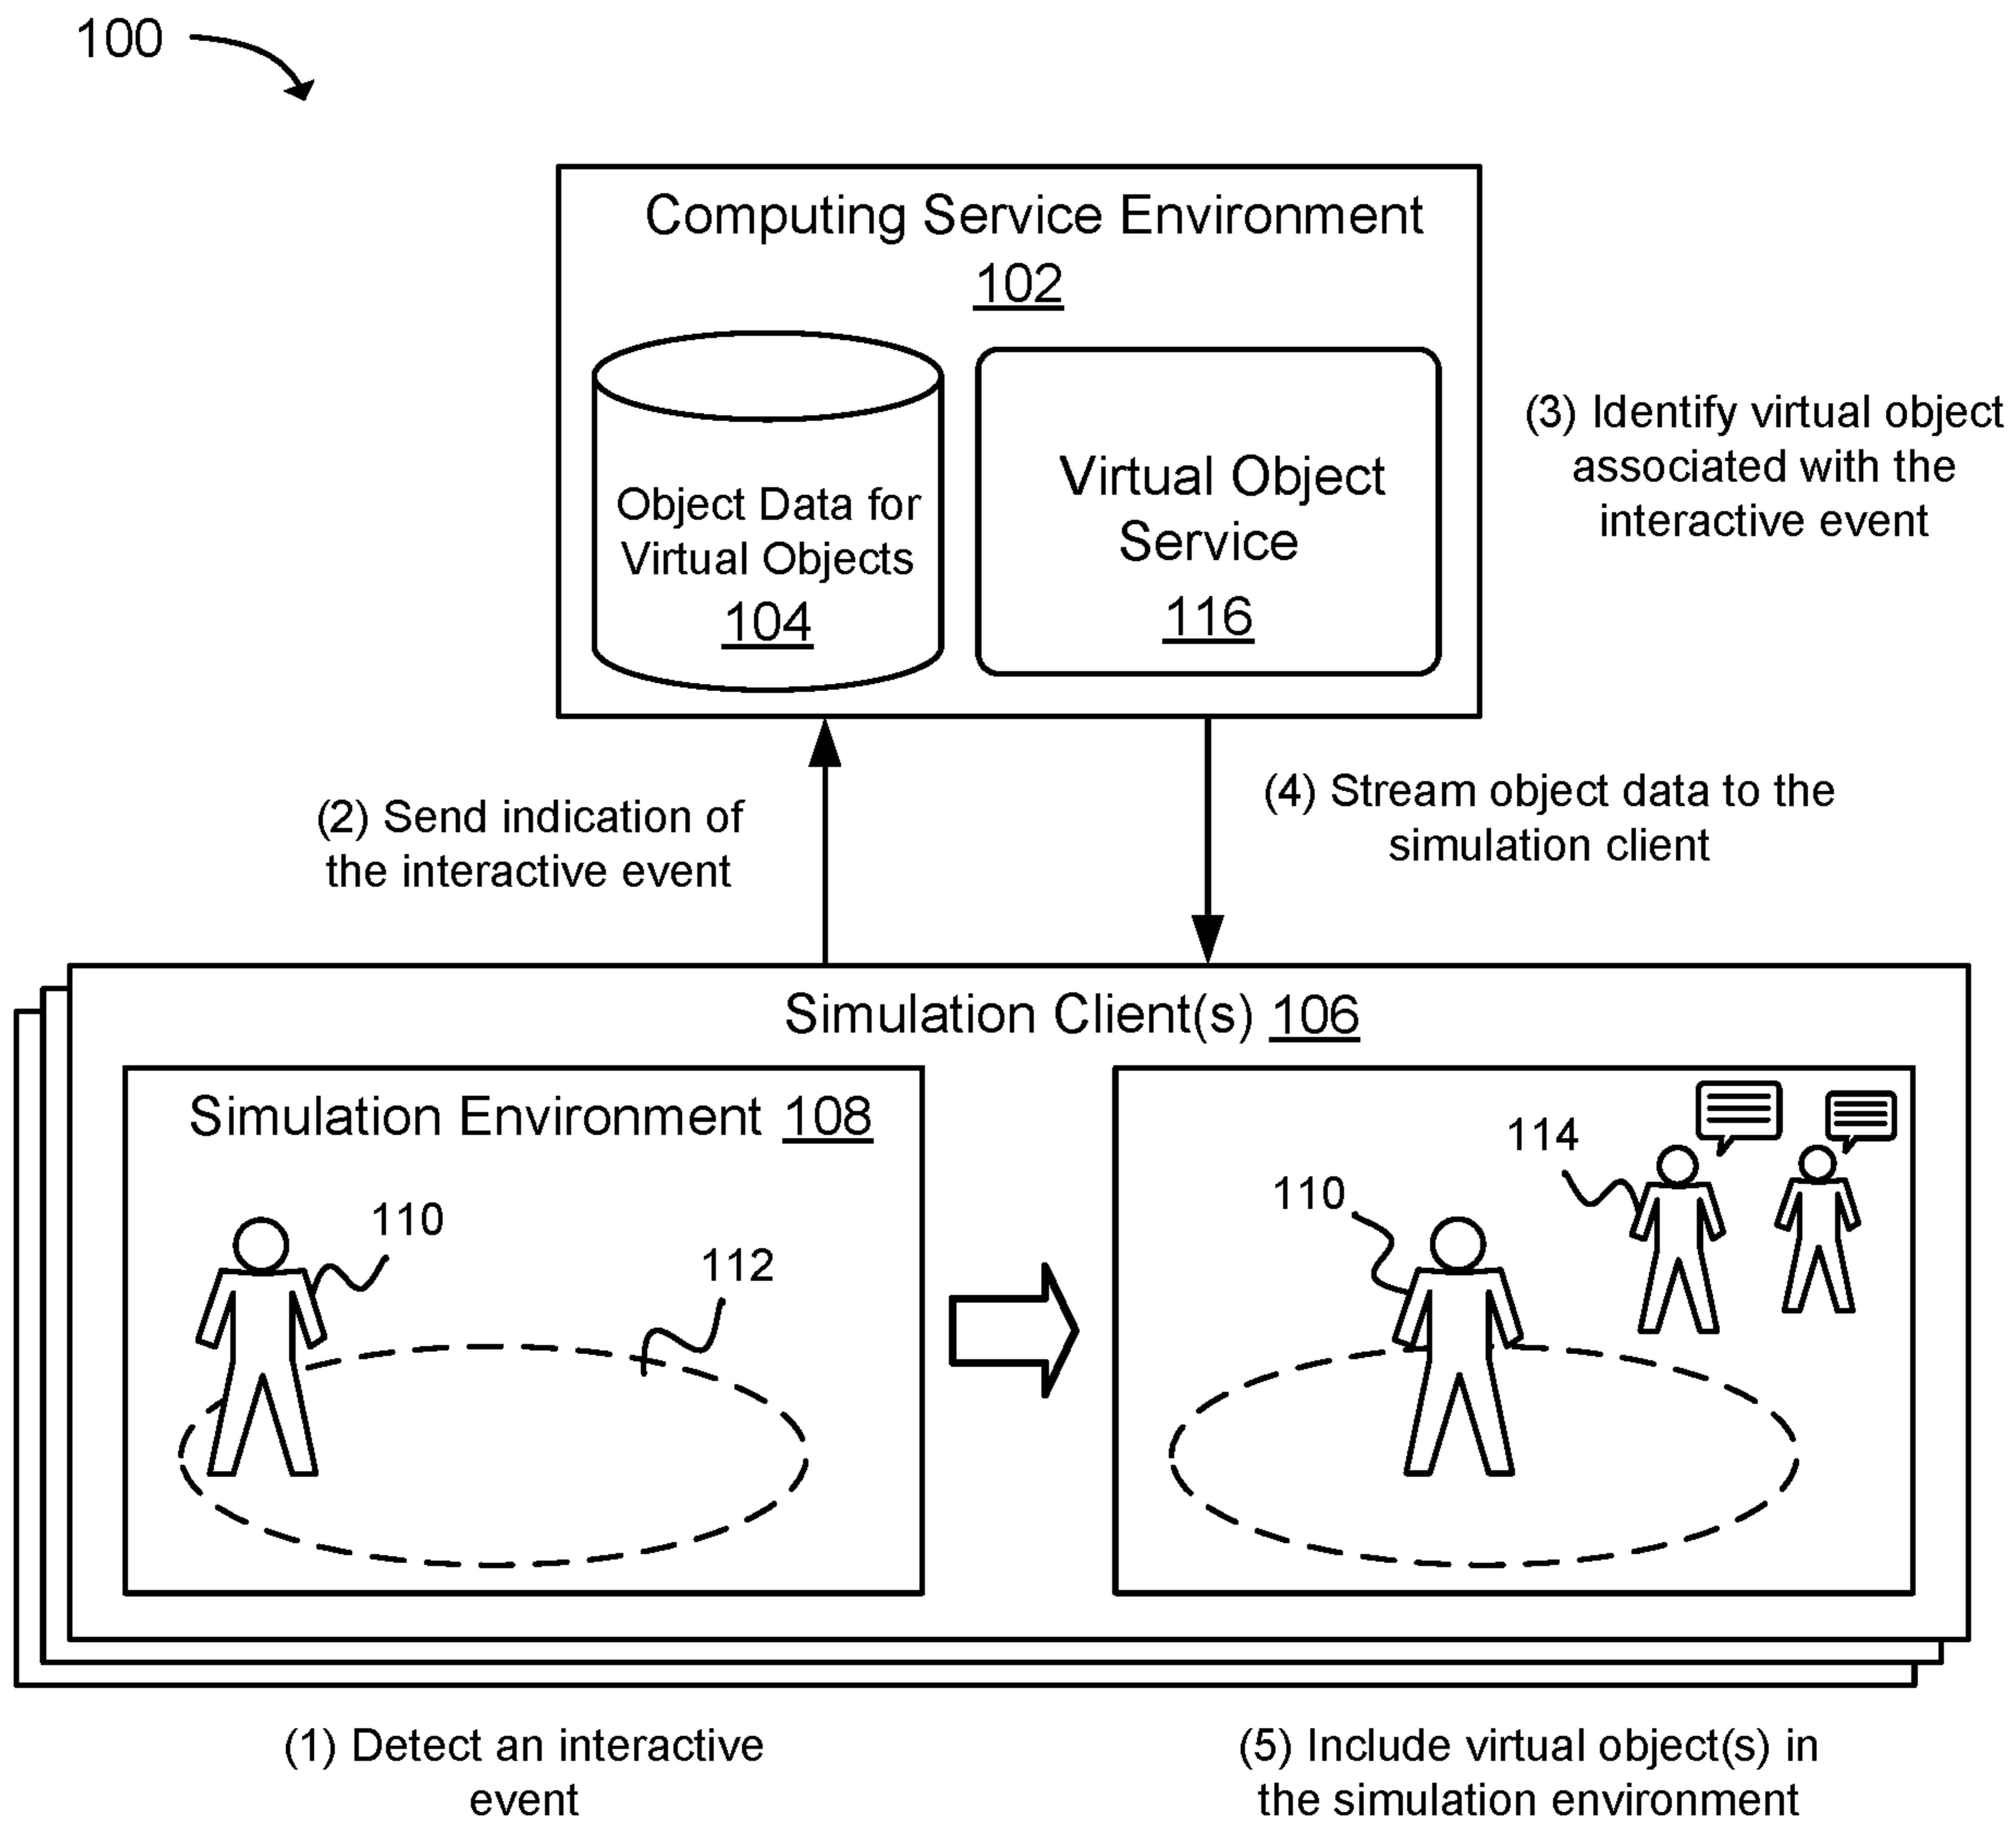 100
Computing Service Environment
102
Object Data for
Virtual Objects
104
Virtual Object
Service
116
(3) Identify virtual object
associated with the
interactive event
(2) Send indication of
the interactive event
(4) Stream object data to the
simulation client
Simulation Client(s) 106
Simulation Environment 108
110
112
110
114
(1) Detect an interactive
event
(5) Include virtual object(s) in
the simulation environment